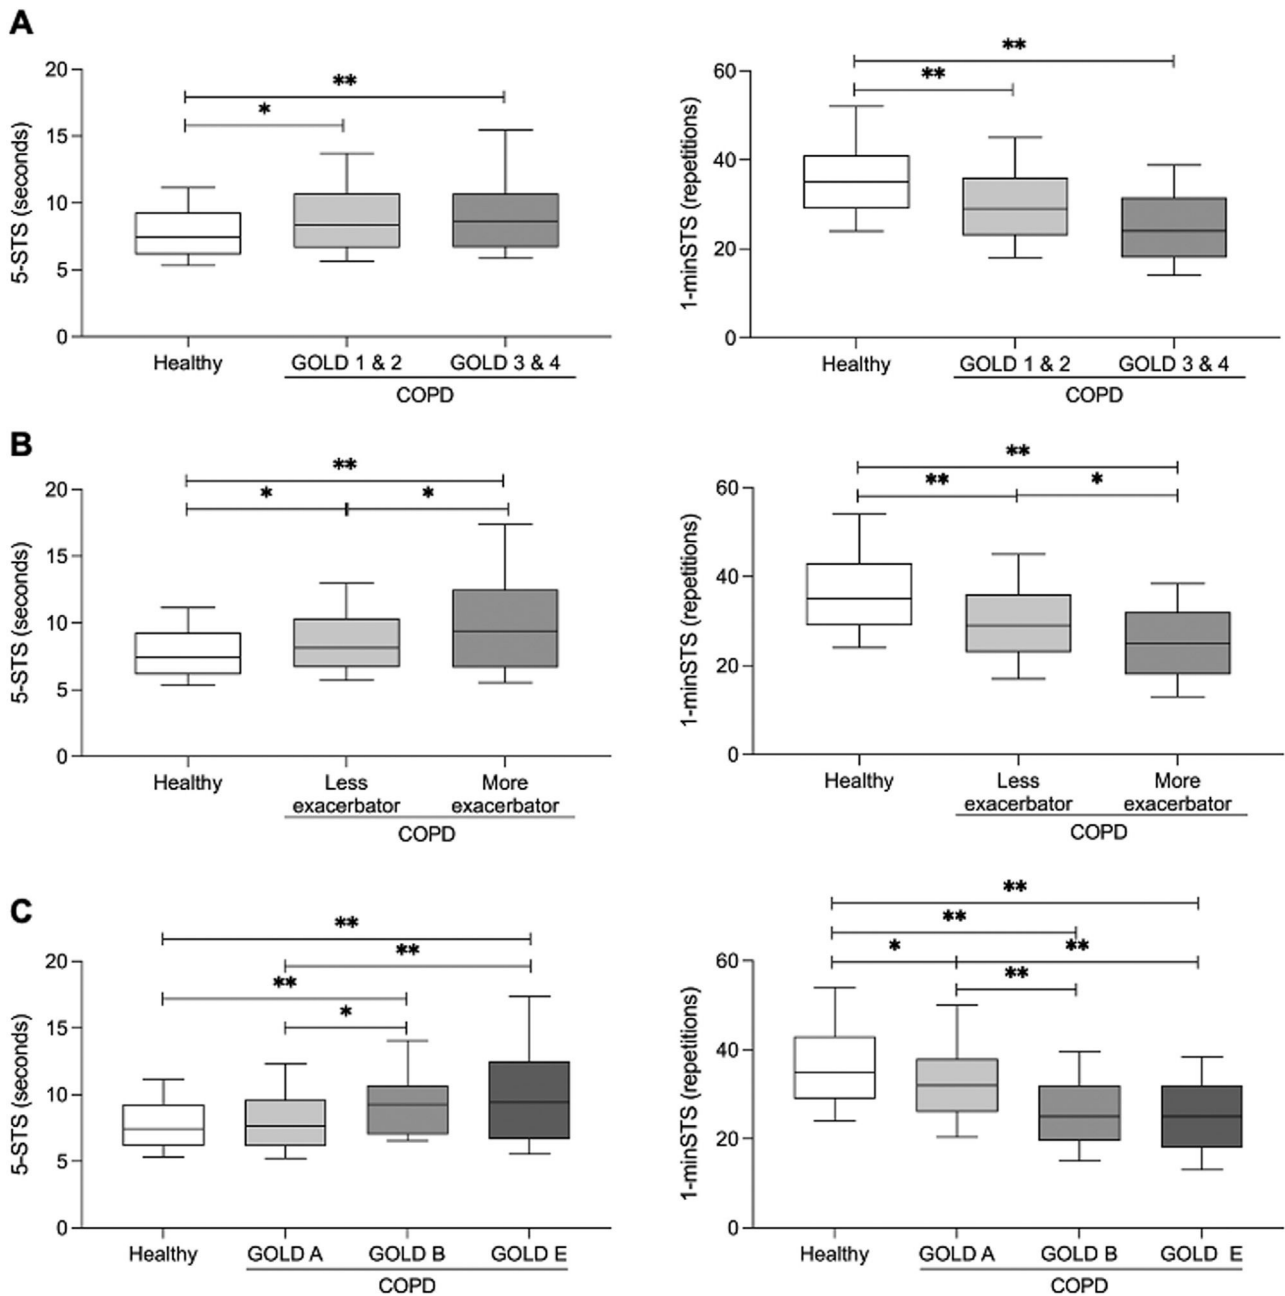 A
** 
*
20
15
10
5
0
5-STS (seconds)
Healthy
GOLD 1 & 2
GOLD 3 & 4
COPD
**
**
60
40
20
0
1-minSTS (repetitions)
Healthy
GOLD 1 & 2
GOLD 3 & 4
COPD
B
**
*
*
20
15
10
5
0
5-STS (seconds)
Healthy
Less
exacerbator
More
exacerbator
COPD
**
**
*
60
40
20
0
1-minSTS (repetitions)
Healthy
Less
exacerbator
More
exacerbator
COPD
C
**
**
**
*
20
15
10
5
0
5-STS (seconds)
Healthy
GOLD A
GOLD B
GOLD E
COPD
**
**
*
**
**
60
40
20
0
1-minSTS (repetitions)
Healthy
GOLD A
GOLD B
GOLD E
COPD